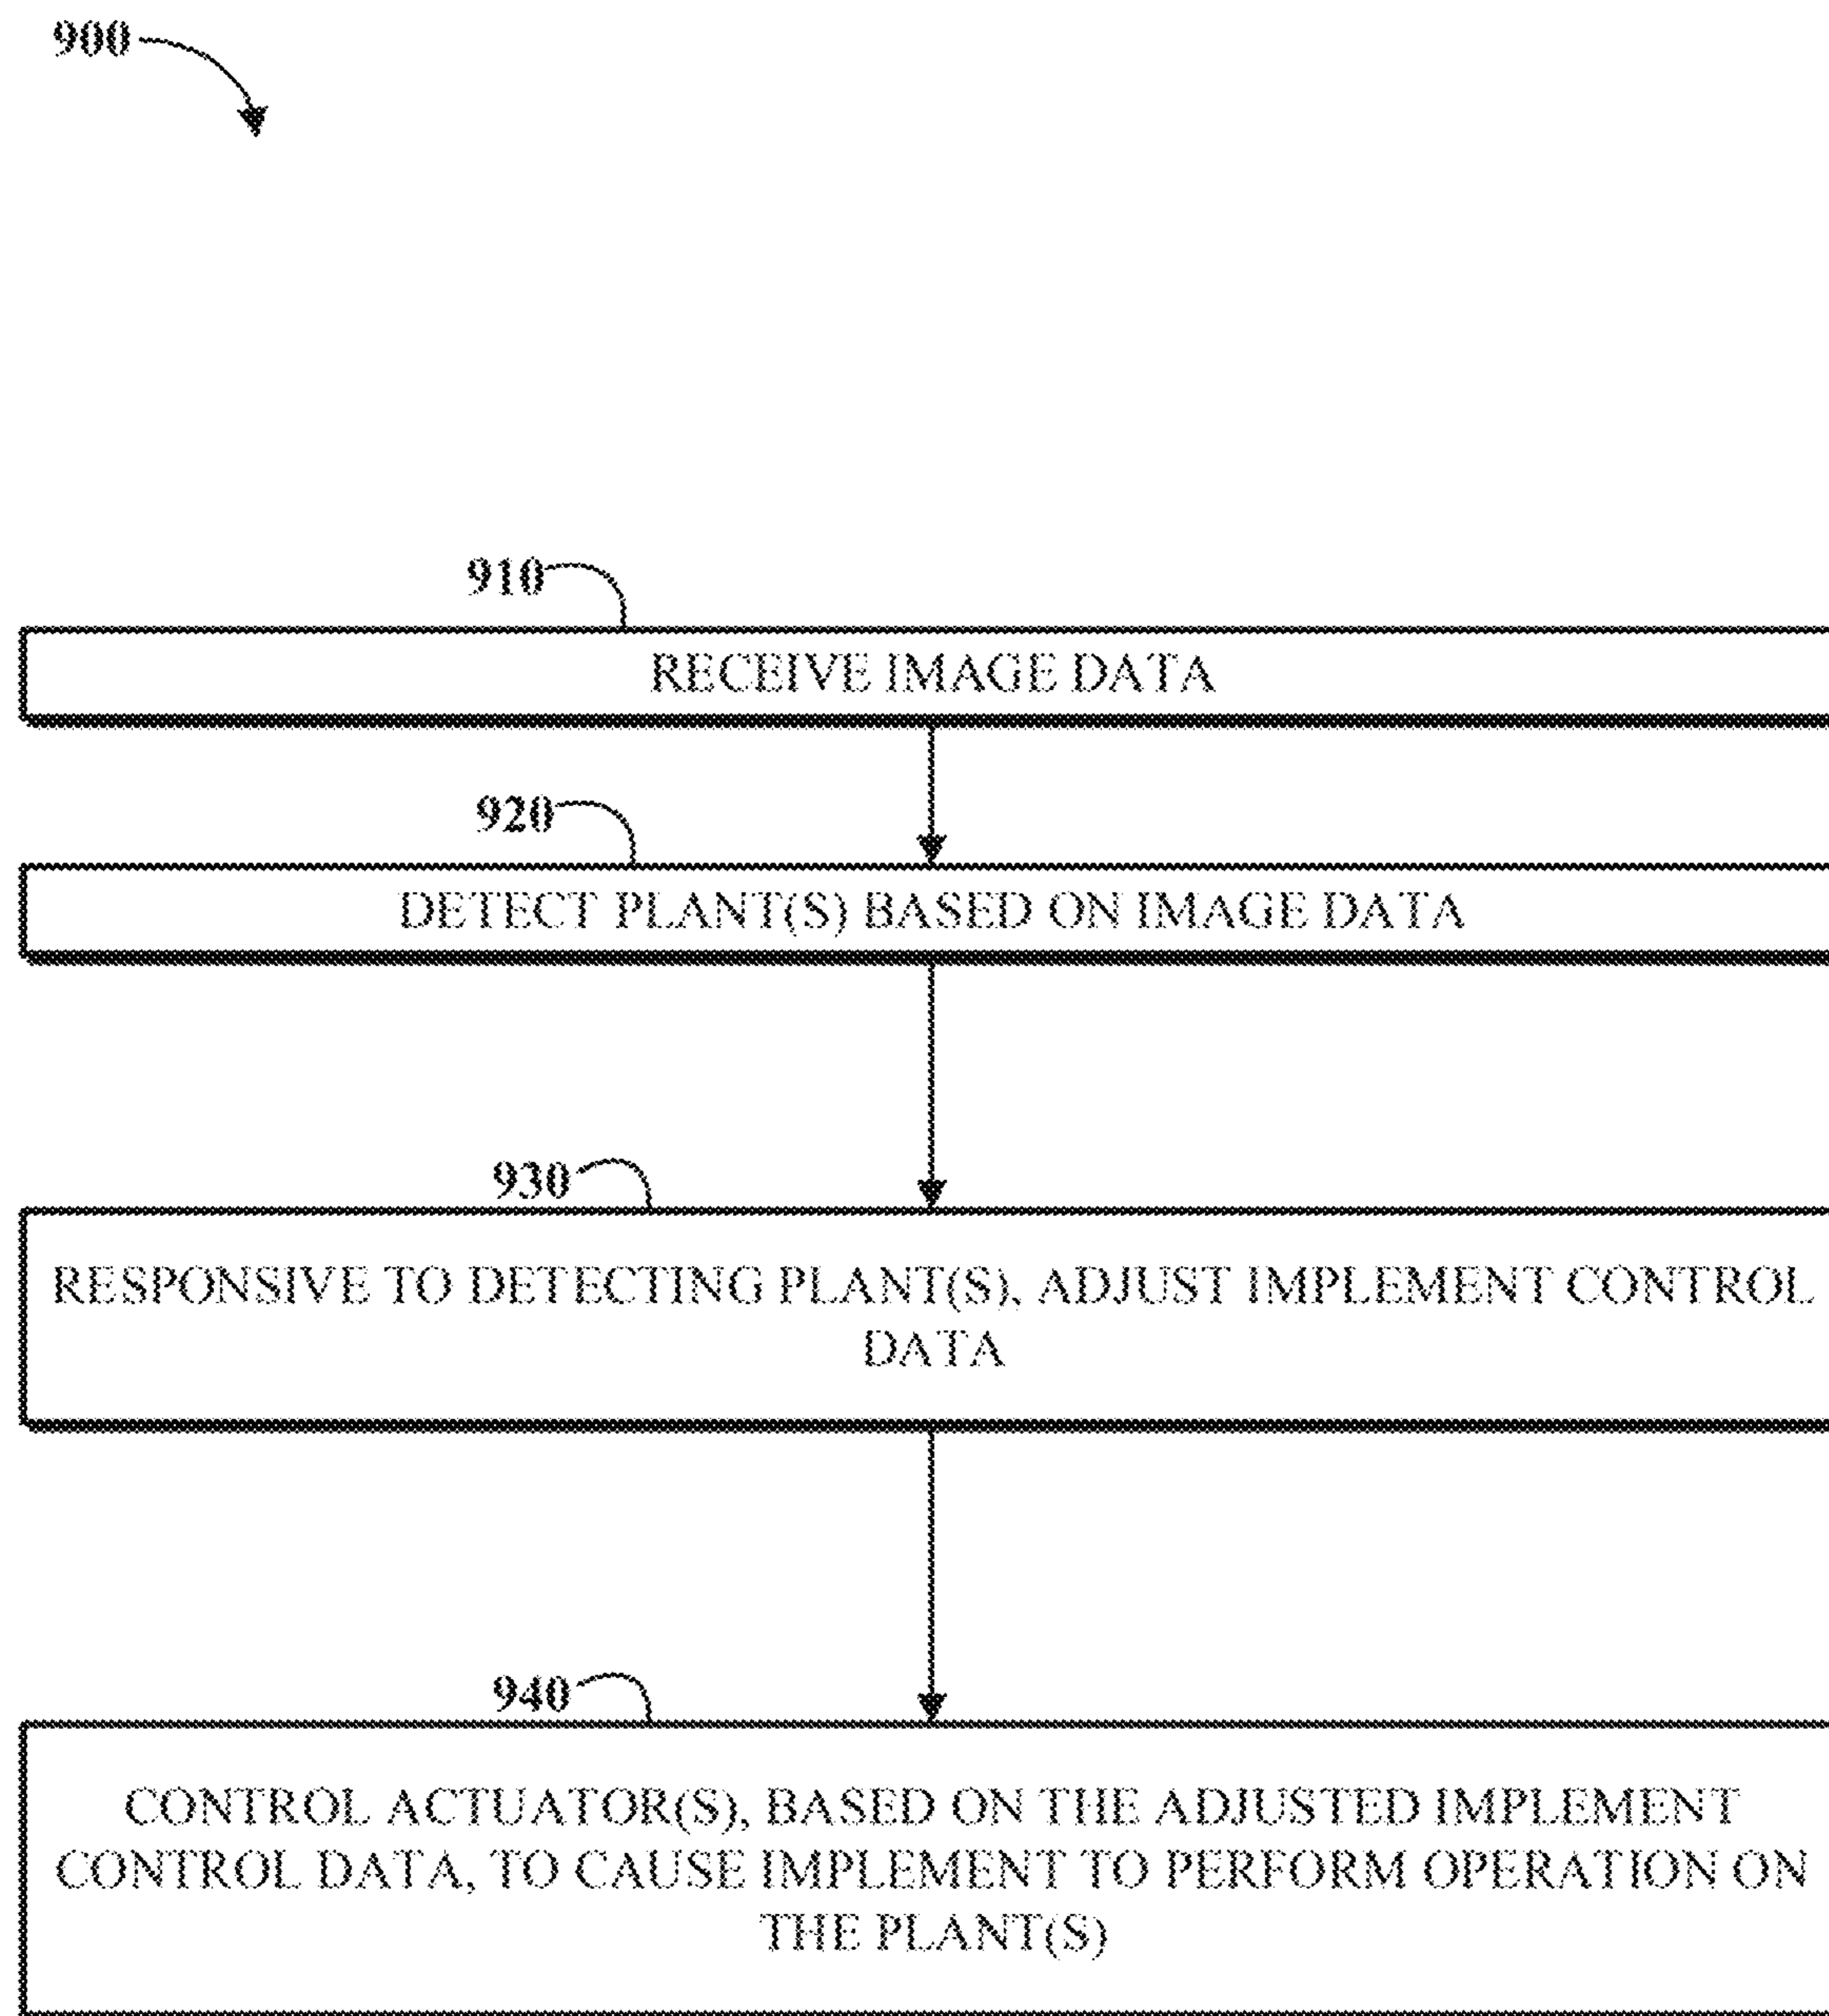 900
910
RECEIVE IMAGE DATA
920
DETECT PLANT(S) BASED ON IMAGE DATA
930
RESPONSIVE TO DETECTING PLANT(S), ADJUST IMPLEMENT CONTROL
DATA
940
CONTROL ACTUATOR(S), BASED ON THE ADJUSTED IMPLEMENT
CONTROL DATA, TO CAUSE IMPLEMENT TO PERFORM OPERATION ON
THE PLANT(S)